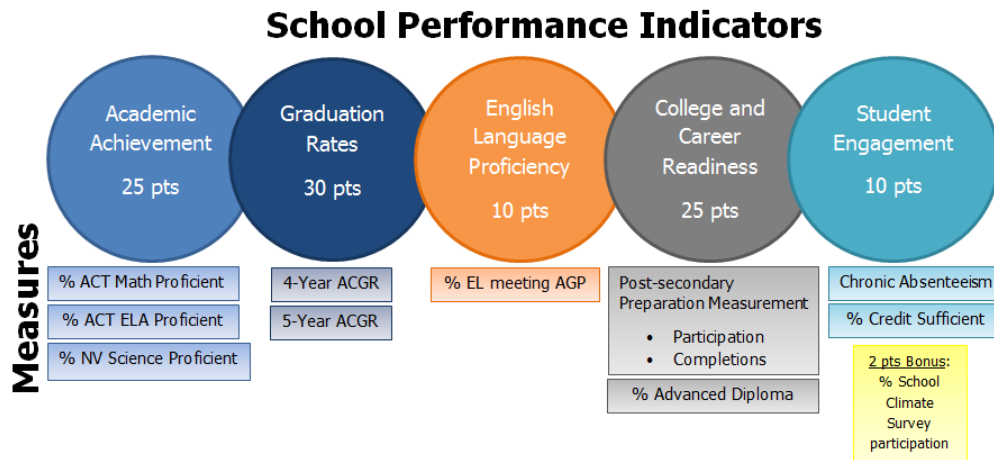 School Performance Indicators
Academic
Achievement
25 pts
Graduation
Rates
30 pts
English
Language
Proficiency
10 pts
College and
Career
Readiness
25 pts
Student
Engagement
10 pts
Measures
% ACT Math Proficient
% ACT ELA Proficient
% NV Science Proficient
4-Year ACGR
5-Year ACGR
% EL meeting AGP
Post-secondary
Preparation Measurement
• Participation
• Completions
% Advanced Diploma
Chronic Absenteeism
% Credit Sufficient
2 pts Bonus:
% School
Climate
Survey
participation